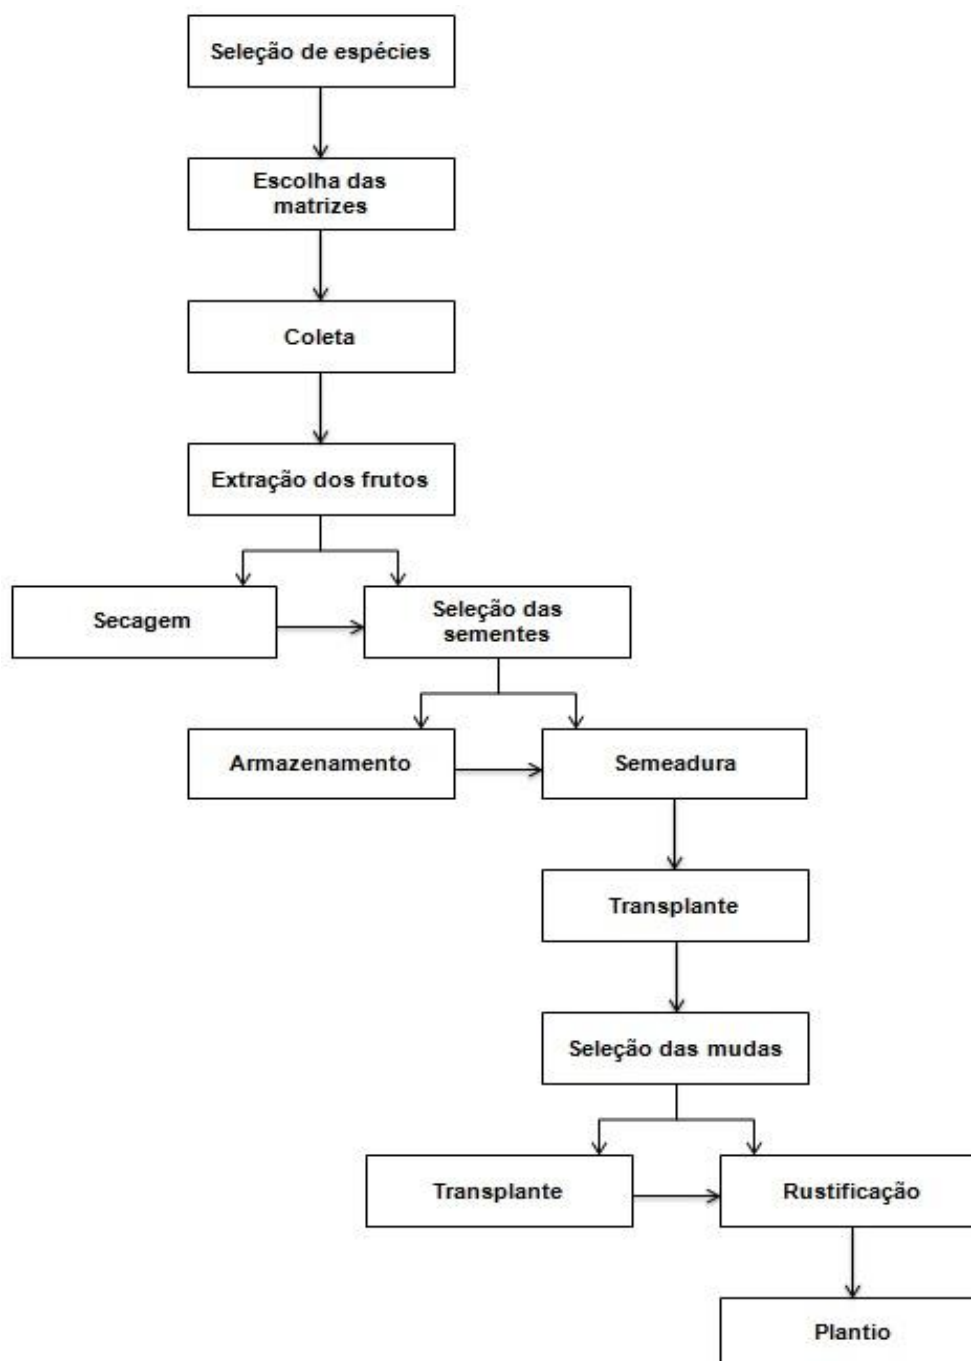 Seleção de espécies
Escolha das
matrizes
Coleta
Extração dos frutos
Secagem
Seleção das
sementes
Armazenamento
Semeadura
Transplante
Seleção das mudas
Transplante
Rustificação
Plantio